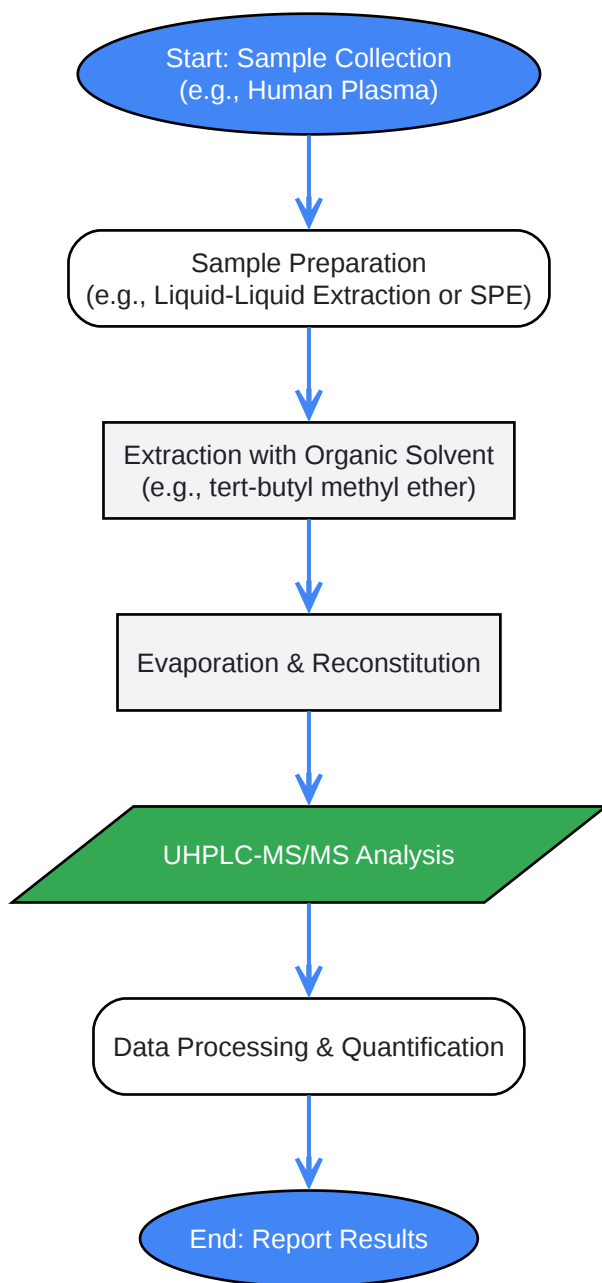 Start: Sample Collection
(e.g., Human Plasma)
Sample Preparation
(e.g., Liquid-Liquid Extraction or SPE)
Extraction with Organic Solvent
(e.g., tert-butyl methyl ether)
Evaporation & Reconstitution
UHPLC-MS/MS Analysis
Data Processing & Quantification
End: Report Results